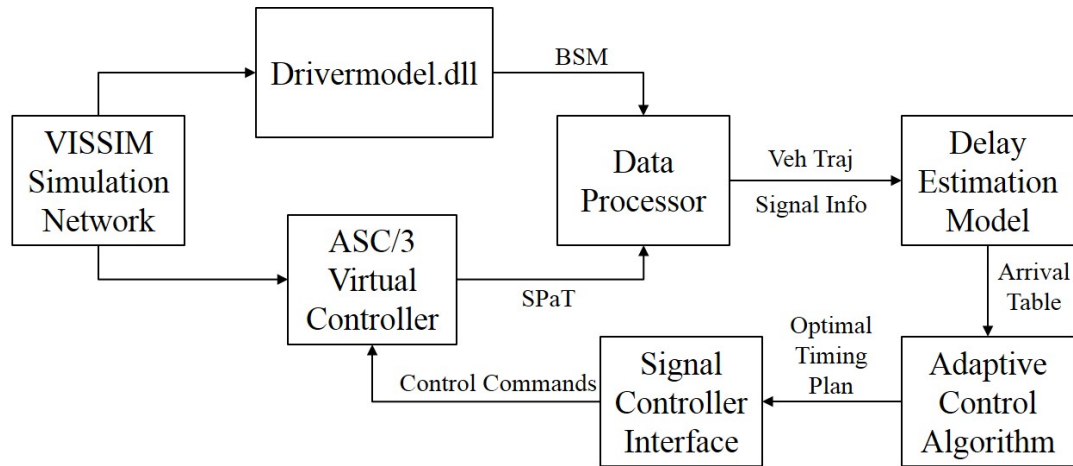 Drivermodel.dll
BSM
VISSIM
Simulation
Network
Data
Processor
Veh Traj
Signal Info
Delay
Estimation
Model
ASC/3
Virtual
Controller
SPaT
Arrival
Table
Optimal
Timing
Plan
Signal
Controller
Interface
Control Commands
Adaptive
Control
Algorithm